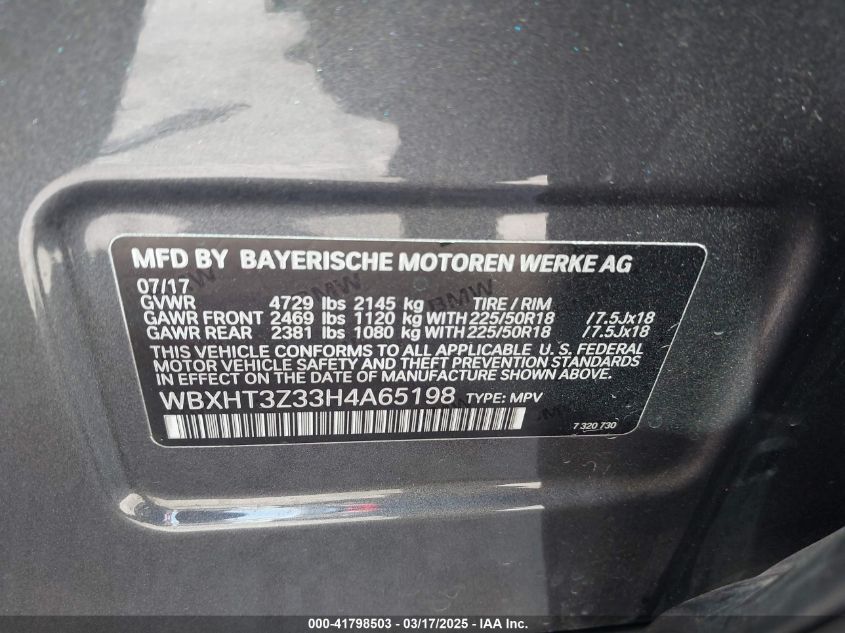 MFD BY BAYERISCHE MOTOREN WERKE AG
07/17
GVWR 4729 lbs 2145 kg TIRE / RIM
GAWR FRONT 2469 lbs 1120 kg WITH 225/50R18 /7.5Jx18
GAWR REAR 2381 lbs 1080 kg WITH 225/50R18 /7.5Jx18
THIS VEHICLE CONFORMS TO ALL APPLICABLE U.S. FEDERAL
MOTOR VEHICLE SAFETY AND THEFT PREVENTION STANDARDS
IN EFFECT ON THE DATE OF MANUFACTURE SHOWN ABOVE.
WBXHT3Z33H4A65198 TYPE: MPV
7 320 730
000-41798503 - 03/17/2025 - IAA Inc.